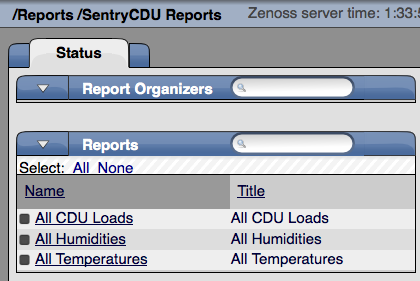 /Reports /SentryCDU Reports Zenoss server time: 1:33:5
Status
Report Organizers
Reports
Select: All None
Name Title
All CDU Loads All CDU Loads
All Humidities All Humidities
All Temperatures All Temperatures